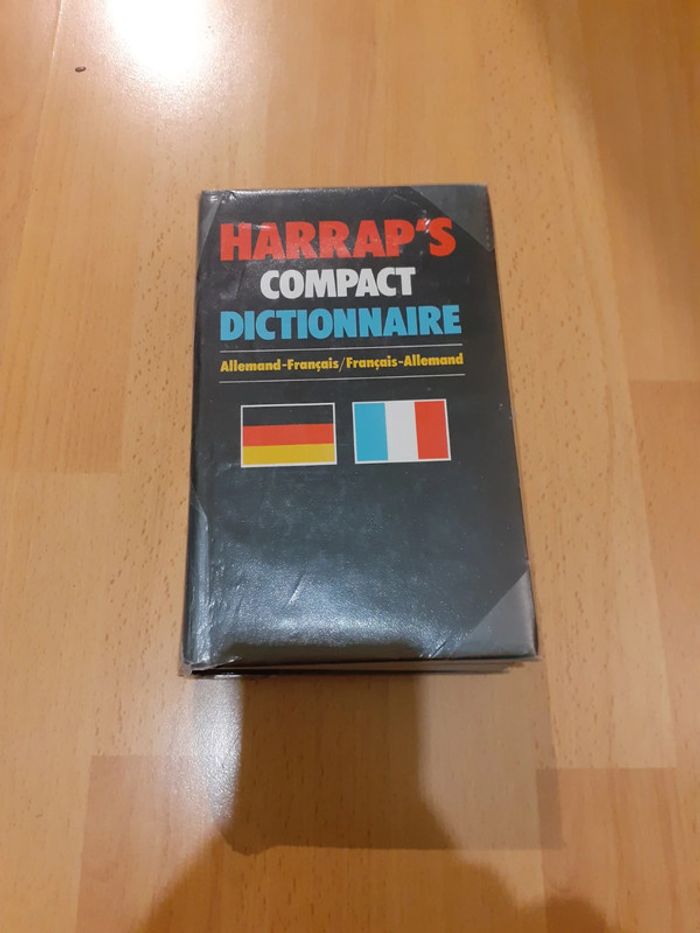 HARRAP'S
COMPACT
DICTIONNAIRE
Allemand-Français/Français-Allemand